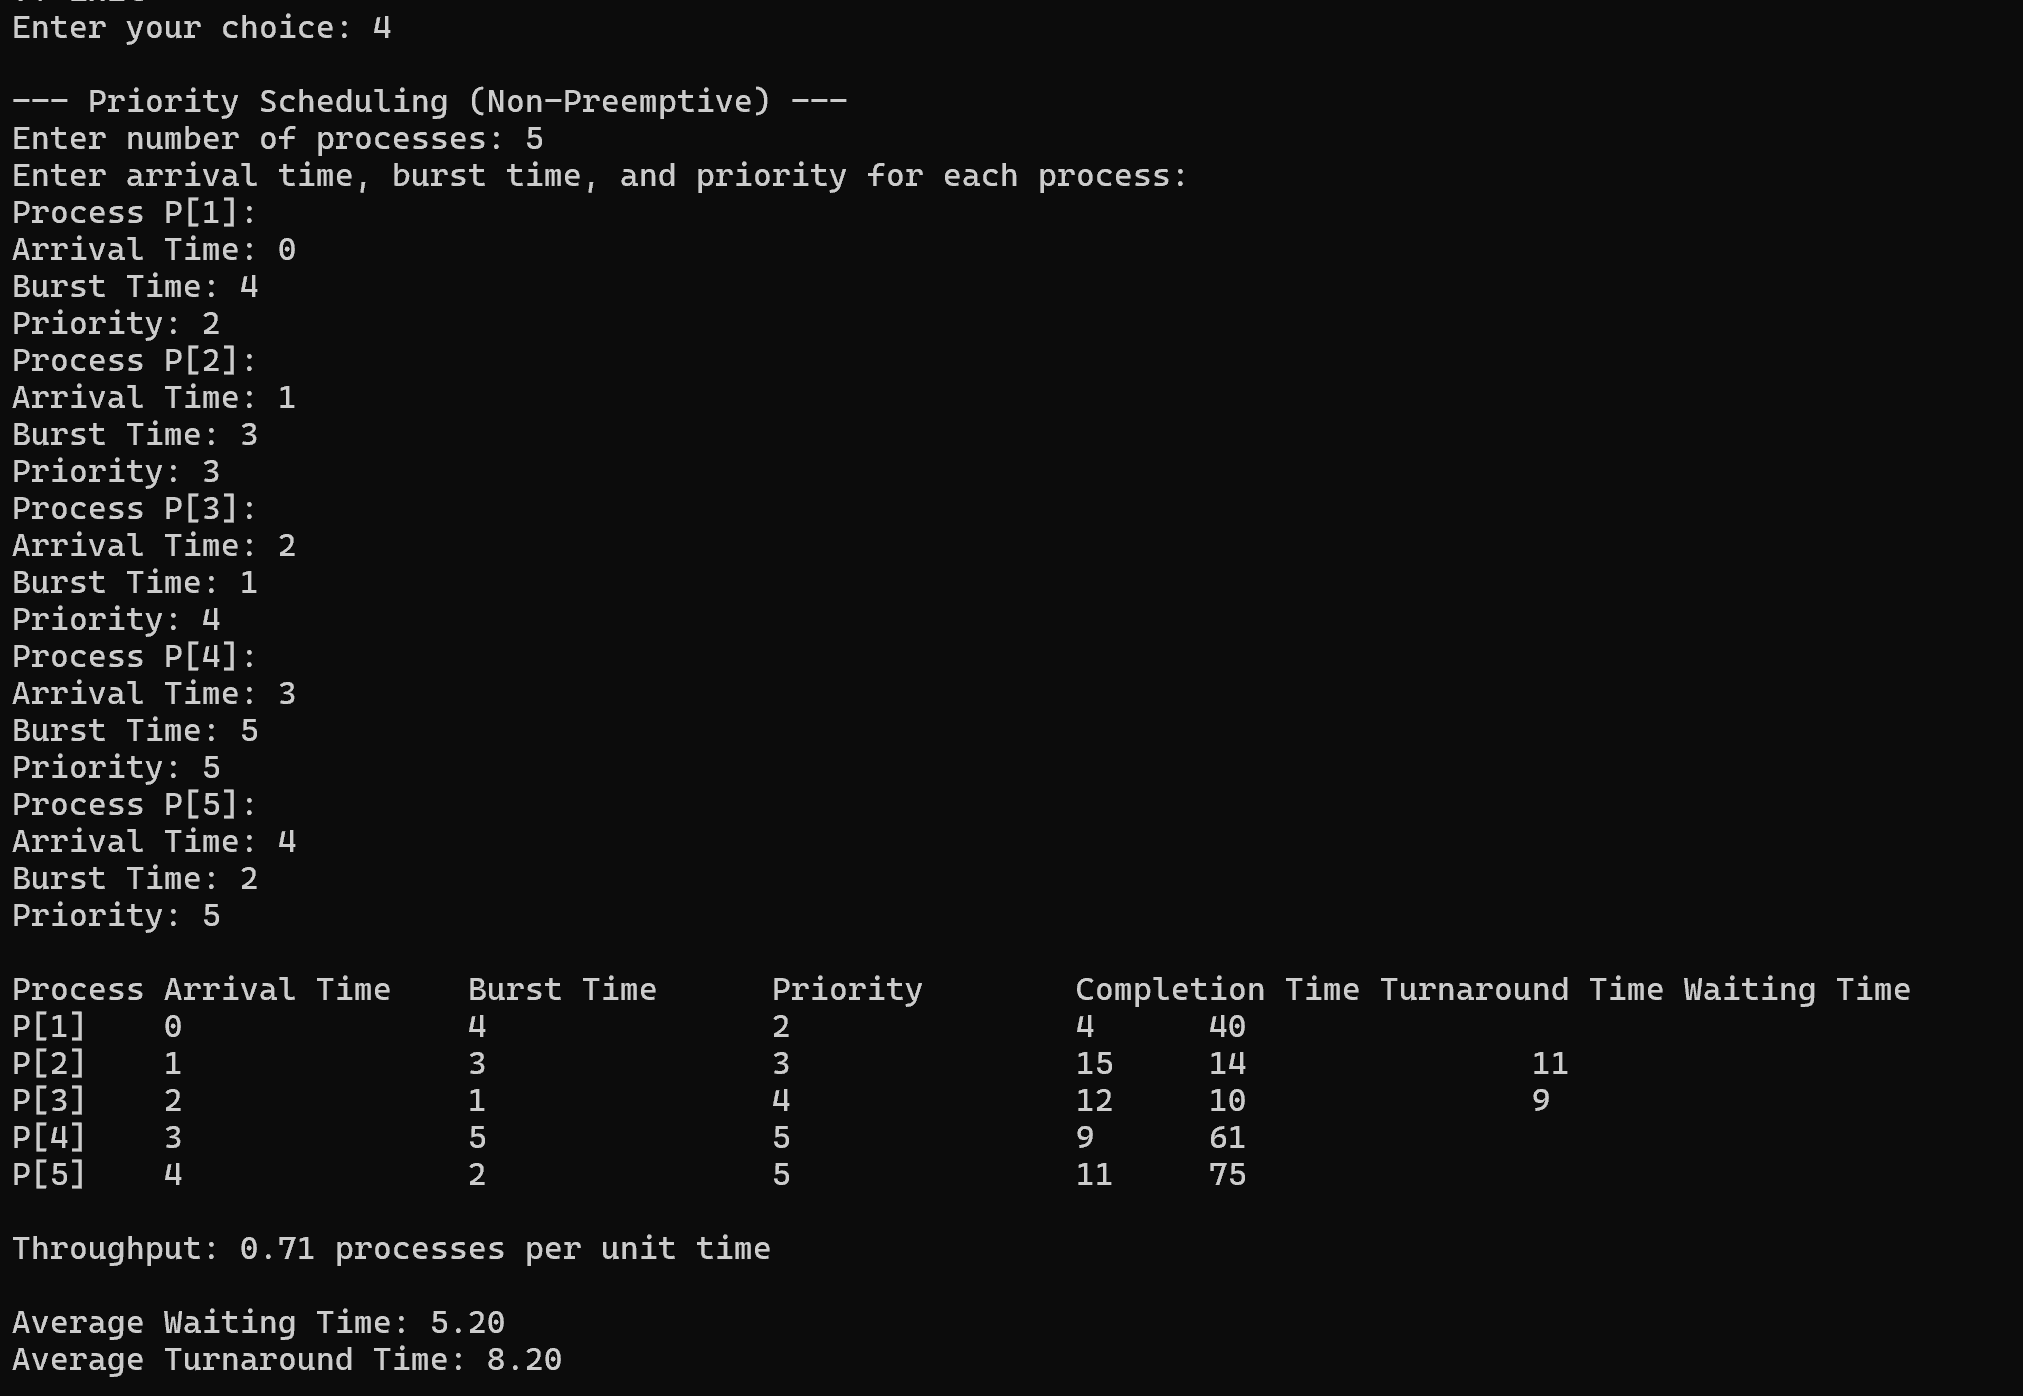 Enter your choice: 4
--- Priority Scheduling (Non-Preemptive) ---
Enter number of processes: 5
Enter arrival time, burst time, and priority for each process:
Process P[1]:
Arrival Time: 0
Burst Time: 4
Priority: 2
Process P[2]:
Arrival Time: 1
Burst Time: 3
Priority: 3
Process P[3]:
Arrival Time: 2
Burst Time: 1
Priority: 4
Process P[4]:
Arrival Time: 3
Burst Time: 5
Priority: 5
Process P[5]:
Arrival Time: 4
Burst Time: 2
Priority: 5
Process Arrival Time Burst Time Priority Completion Time Turnaround Time Waiting Time
P[1] 0 4 2 4 40
P[2] 1 3 3 15 14 11
P[3] 2 1 4 12 10 9
P[4] 3 5 5 9 61
P[5] 4 2 5 11 75
Throughput: 0.71 processes per unit time
Average Waiting Time: 5.20
Average Turnaround Time: 8.20